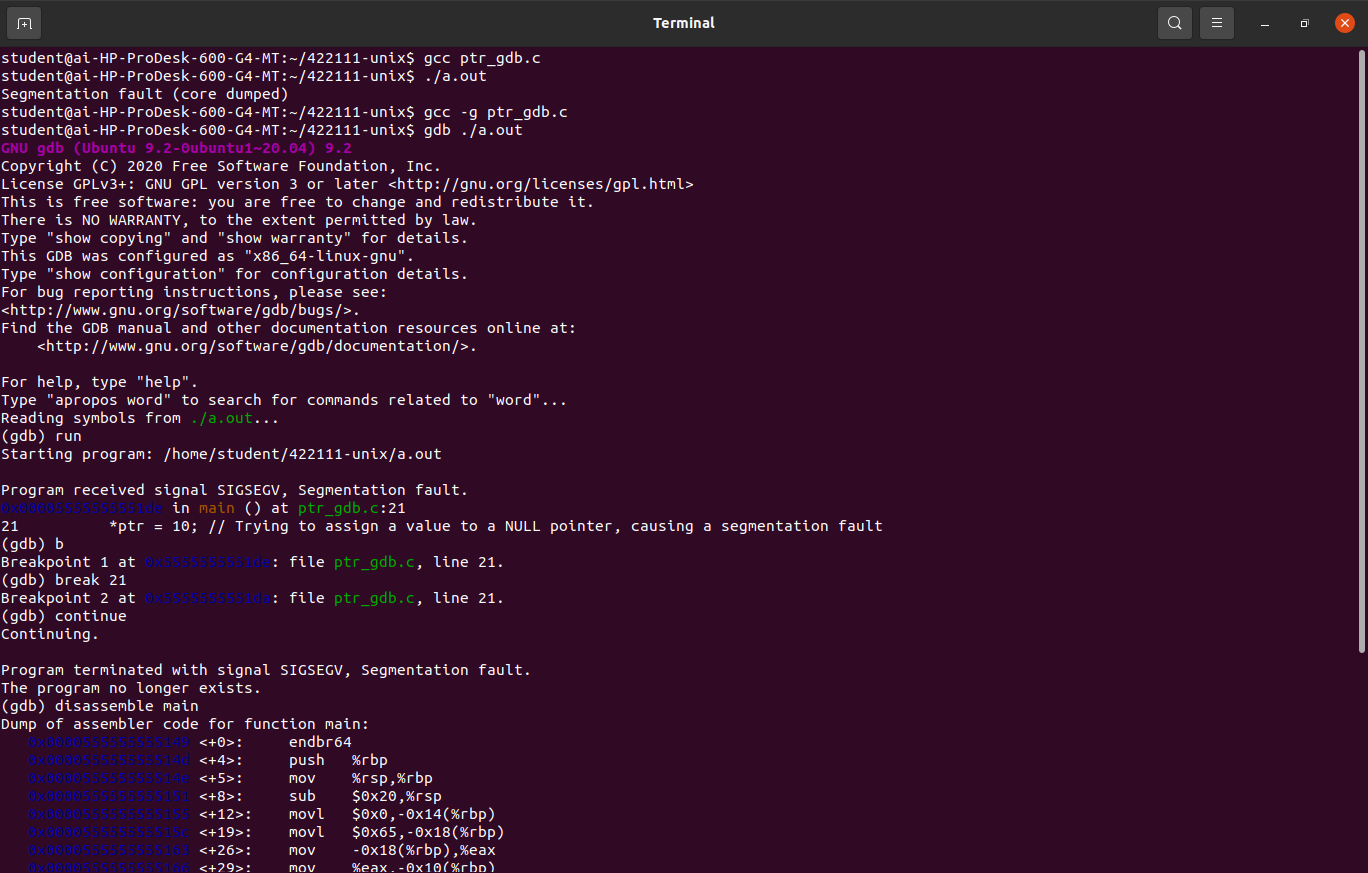 Terminal
student@ai-HP-ProDesk-600-G4-MT:~/422111-unix$ gcc ptr_gdb.c
student@ai-HP-ProDesk-600-G4-MT:~/422111-unix$ ./a.out
Segmentation fault (core dumped)
student@ai-HP-ProDesk-600-G4-MT:~/422111-unix$ gcc -g ptr_gdb.c
student@ai-HP-ProDesk-600-G4-MT:~/422111-unix$ gdb ./a.out
GNU gdb (Ubuntu 9.2-0ubuntu1~20.04) 9.2
Copyright (C) 2020 Free Software Foundation, Inc.
License GPLv3+: GNU GPL version 3 or later <http://gnu.org/licenses/gpl.html>
This is free software: you are free to change and redistribute it.
There is NO WARRANTY, to the extent permitted by law.
Type "show copying" and "show warranty" for details.
This GDB was configured as "x86_64-linux-gnu".
Type "show configuration" for configuration details.
For bug reporting instructions, please see:
<http://www.gnu.org/software/gdb/bugs/>.
Find the GDB manual and other documentation resources online at:
    <http://www.gnu.org/software/gdb/documentation/>.
For help, type "help".
Type "apropos word" to search for commands related to "word"...
Reading symbols from ./a.out...
(gdb) run
Starting program: /home/student/422111-unix/a.out
Program received signal SIGSEGV, Segmentation fault.
0x00005555555551de in main () at ptr_gdb.c:21
21          *ptr = 10; // Trying to assign a value to a NULL pointer, causing a segmentation fault
(gdb) b
Breakpoint 1 at 0x5555555551de: file ptr_gdb.c, line 21.
(gdb) break 21
Breakpoint 2 at 0x5555555551da: file ptr_gdb.c, line 21.
(gdb) continue
Continuing.
Program terminated with signal SIGSEGV, Segmentation fault.
The program no longer exists.
(gdb) disassemble main
Dump of assembler code for function main:
   0x0000555555555149 <+0>:     endbr64
   0x000055555555514d <+4>:     push   %rbp
   0x000055555555514e <+5>:     mov    %rsp,%rbp
   0x0000555555555151 <+8>:     sub    $0x20,%rsp
   0x0000555555555155 <+12>:    movl   $0x0,-0x14(%rbp)
   0x000055555555515c <+19>:    movl   $0x65,-0x18(%rbp)
   0x0000555555555163 <+26>:    mov    -0x18(%rbp),%eax
   0x0000555555555166 <+29>:    mov    %eax,-0x10(%rbp)